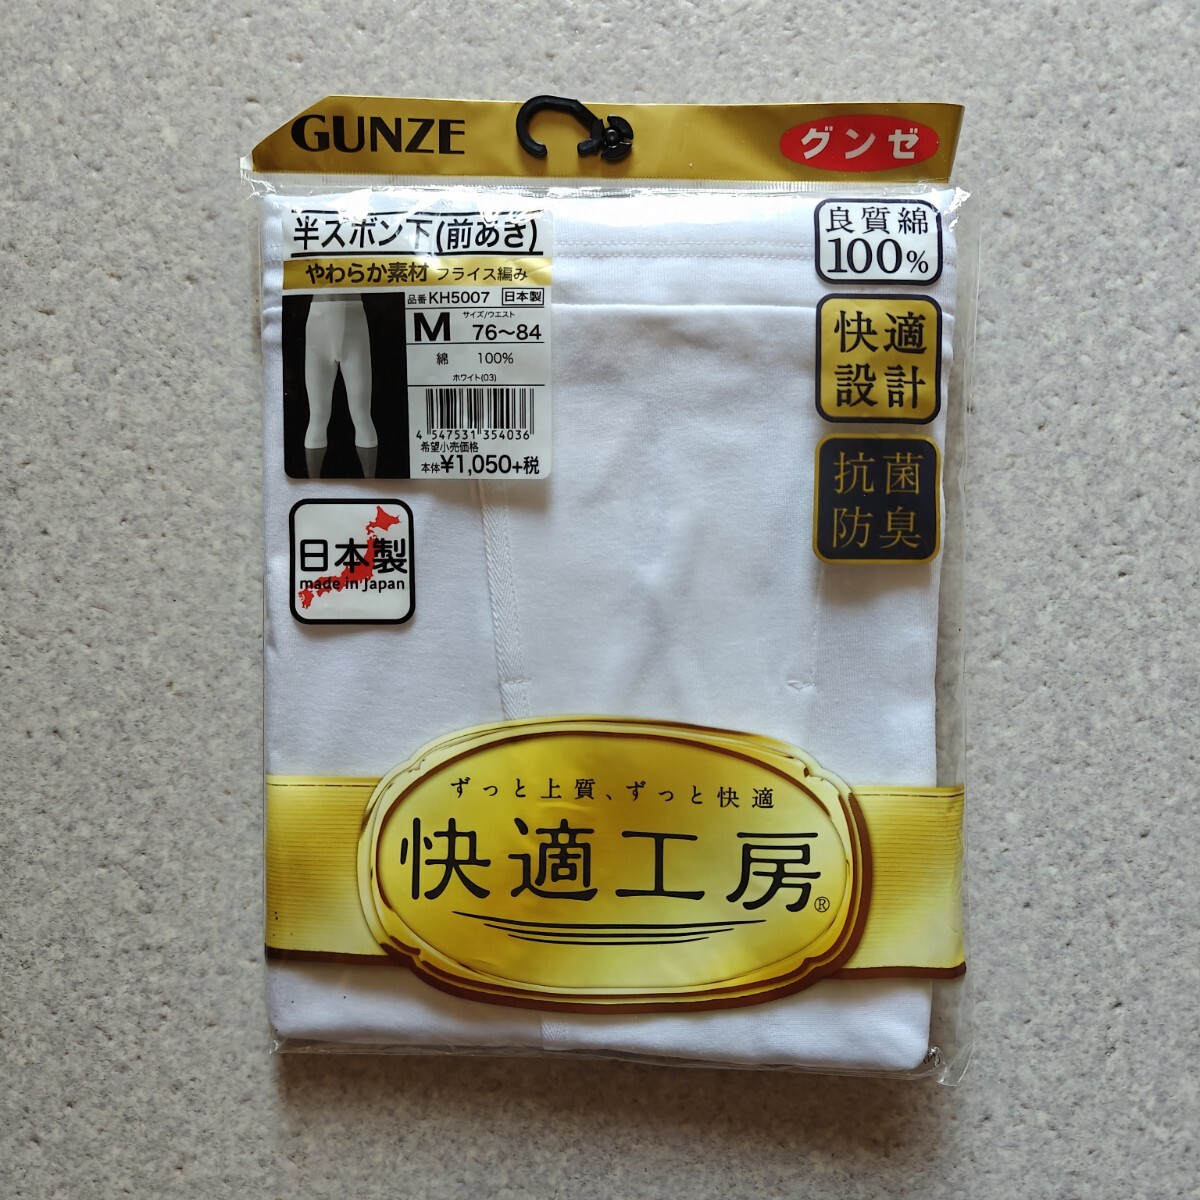 GUNZE
グンゼ
半ズボン下(前あき)
やわらか素材 フライス編み
品番 KH5007 日本製
サイズ/ウエスト
M 76～84
綿 100%
ホワイト(03)
4 547531 354036
希望小売価格
本体¥1,050+税
良質綿
100%
快適
設計
抗菌
防臭
日本製
made in Japan
ずっと上質、ずっと快適
快適工房®